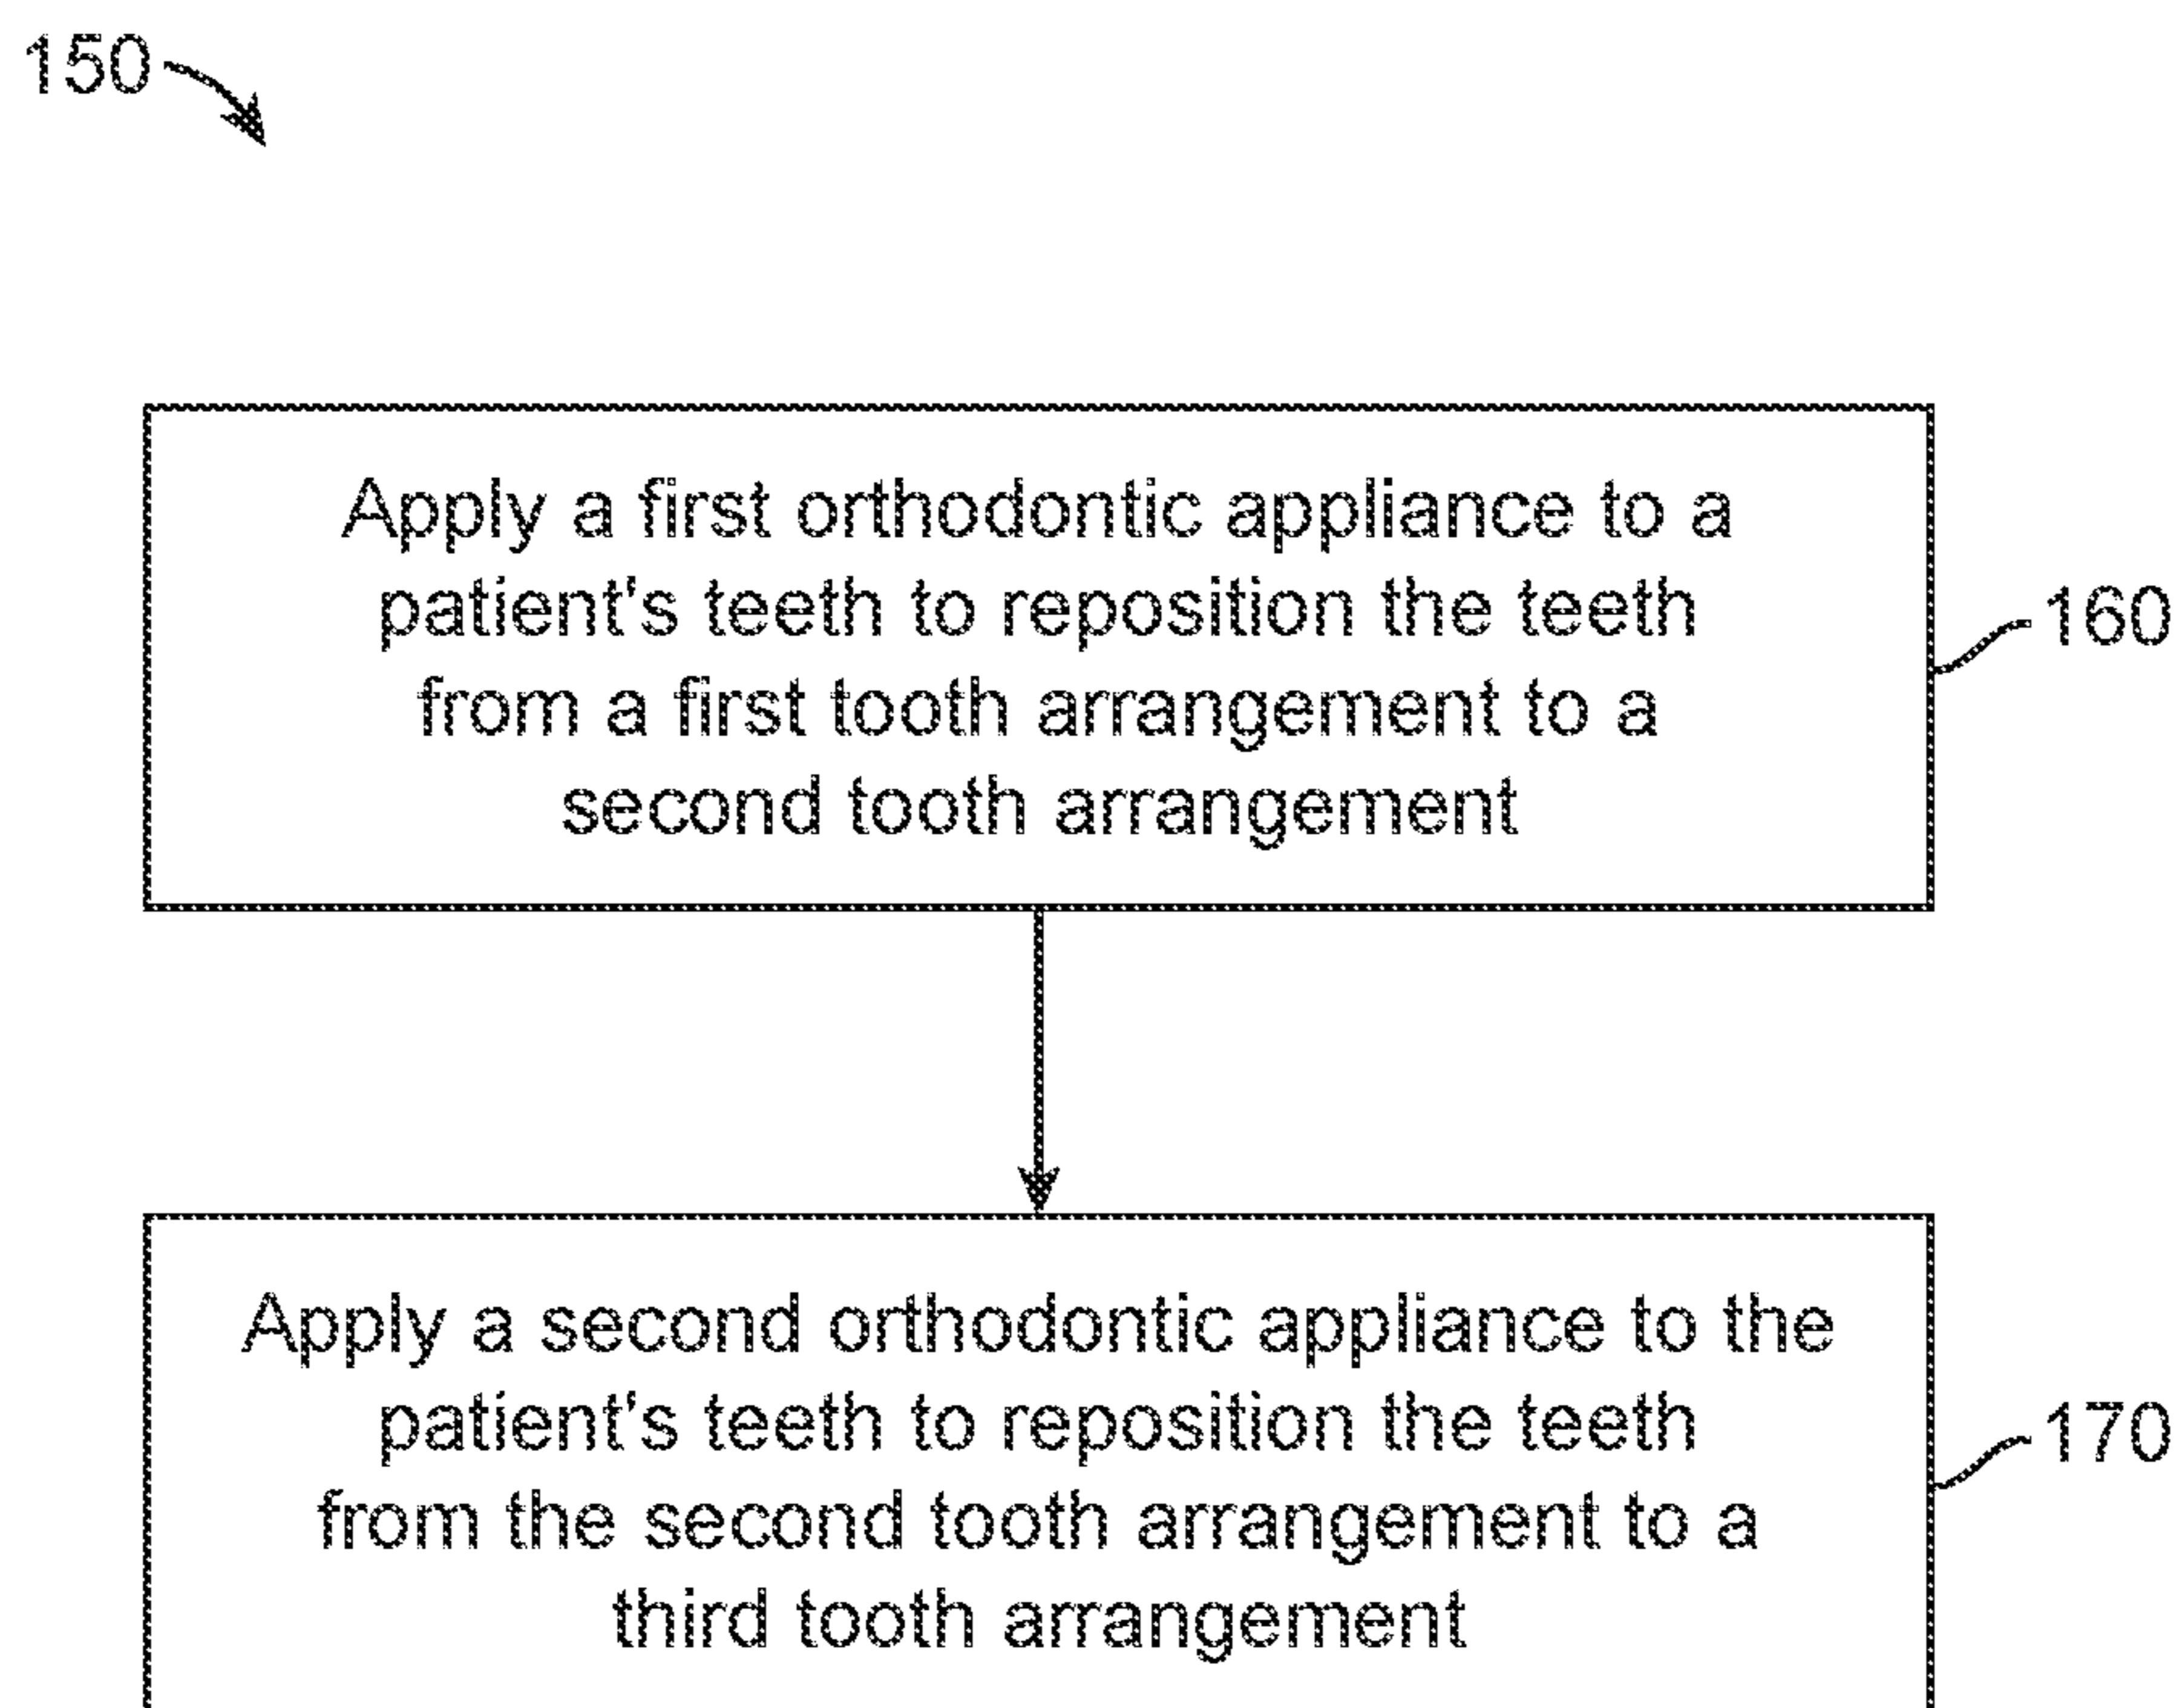 150
Apply a first orthodontic appliance to a
patient's teeth to reposition the teeth
from a first tooth arrangement to a
second tooth arrangement
160
Apply a second orthodontic appliance to the
patient's teeth to reposition the teeth
from the second tooth arrangement to a
third tooth arrangement
170